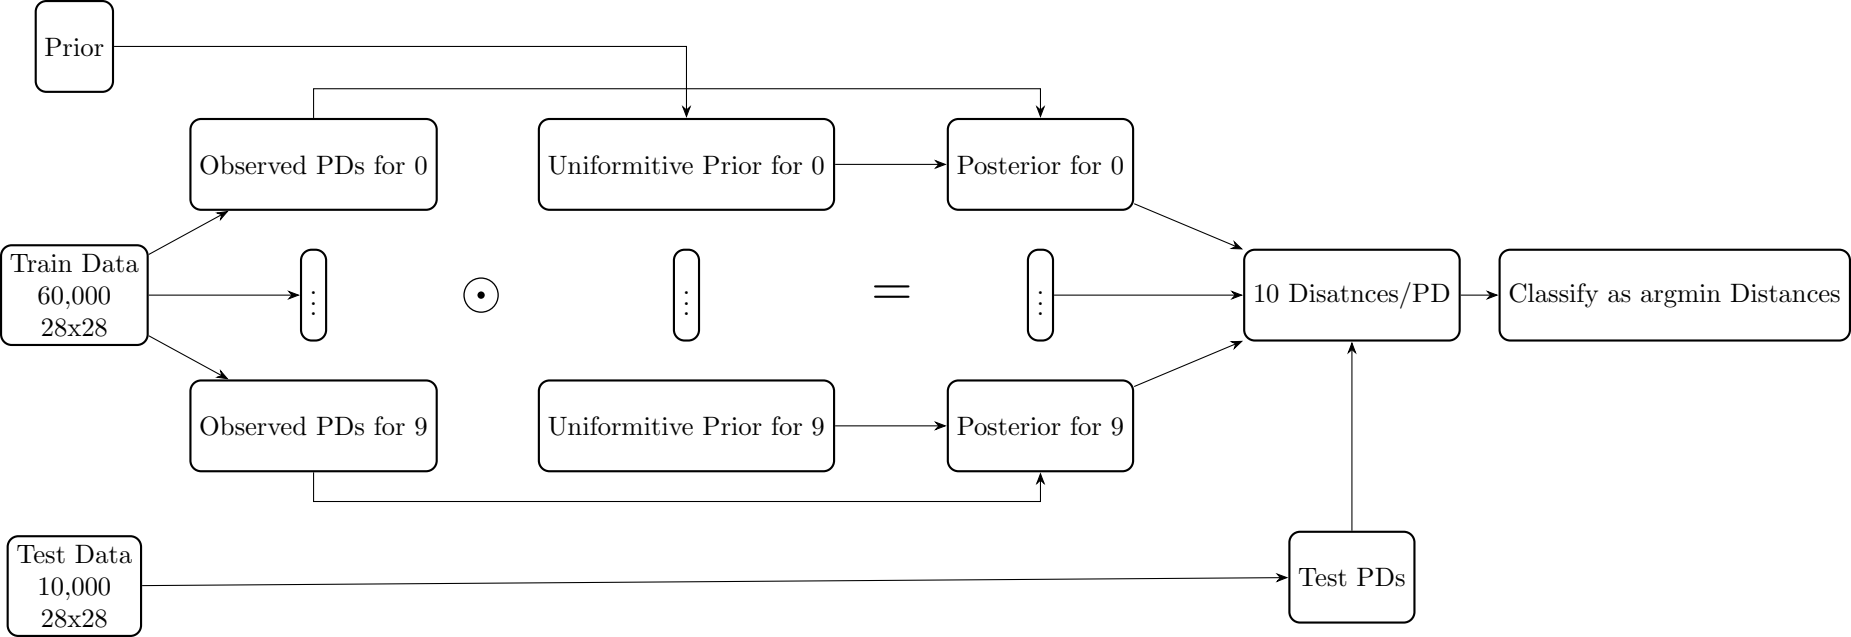 Prior
Observed PDs for 0
Uniformitive Prior for 0
Posterior for 0
Train Data
60,000
28x28
⋮
⊙
⋮
=
⋮
10 Disatnces/PD
Classify as argmin Distances
Observed PDs for 9
Uniformitive Prior for 9
Posterior for 9
Test Data
10,000
28x28
Test PDs